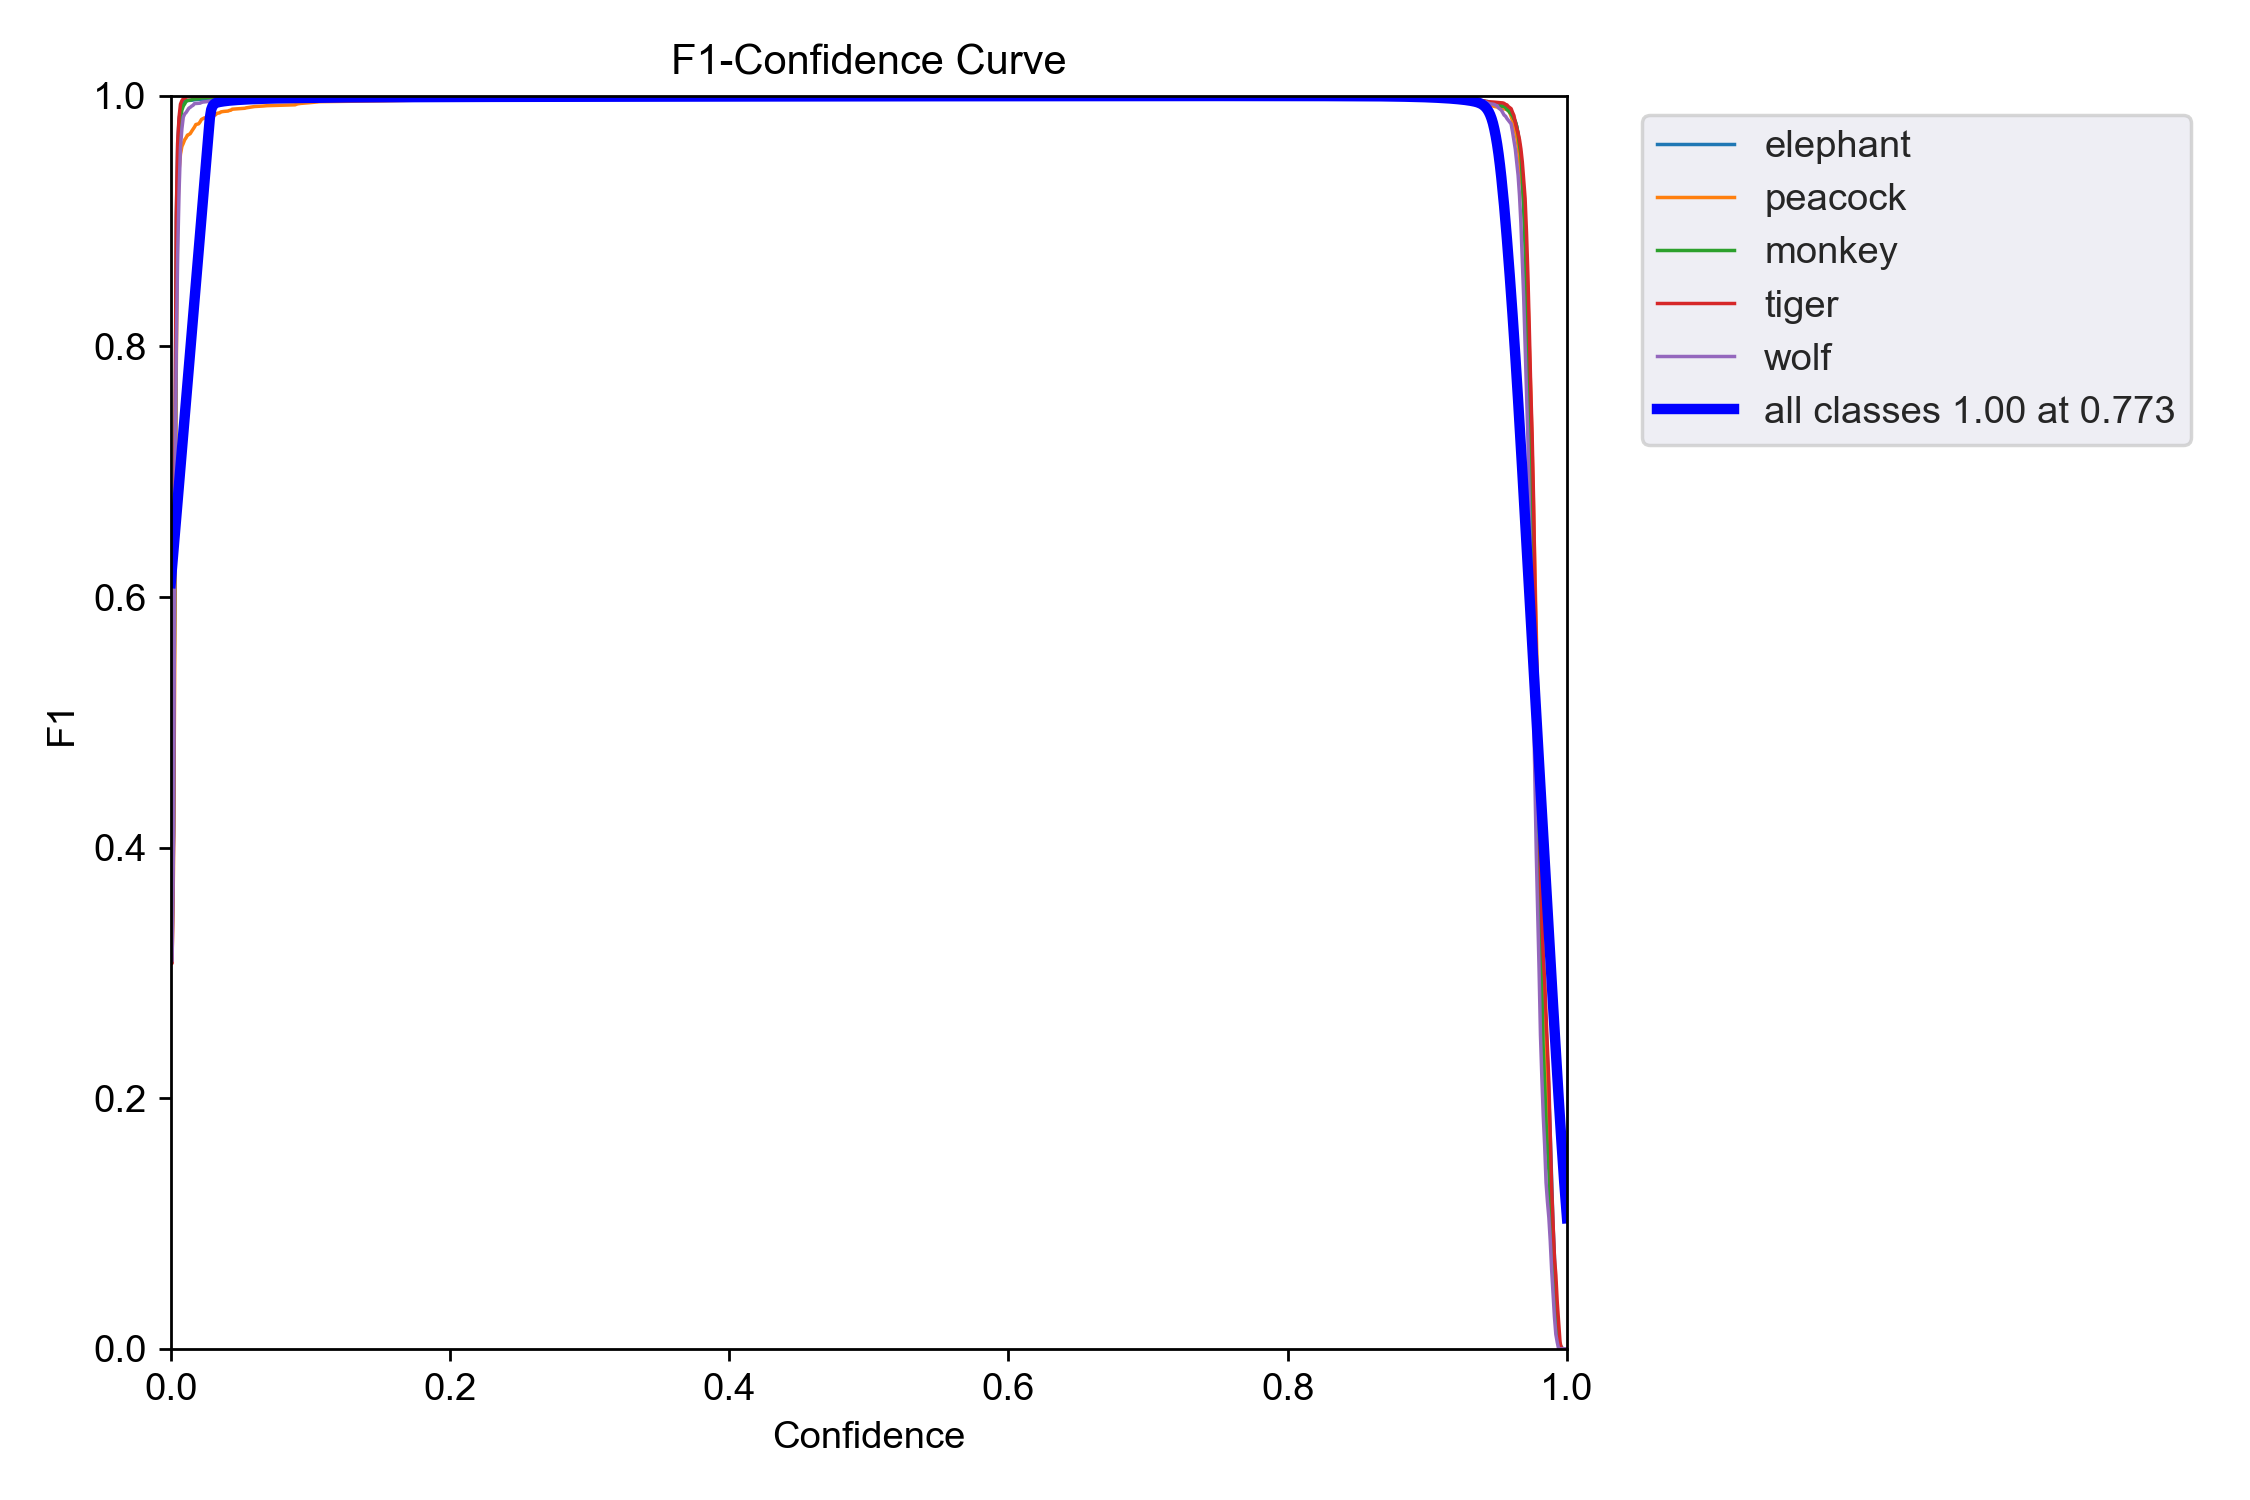 F1-Confidence Curve
1.0
0.8
0.6
0.4
0.2
0.0
F1
0.0 0.2 0.4 0.6 0.8 1.0
Confidence
elephant
peacock
monkey
tiger
wolf
all classes 1.00 at 0.773